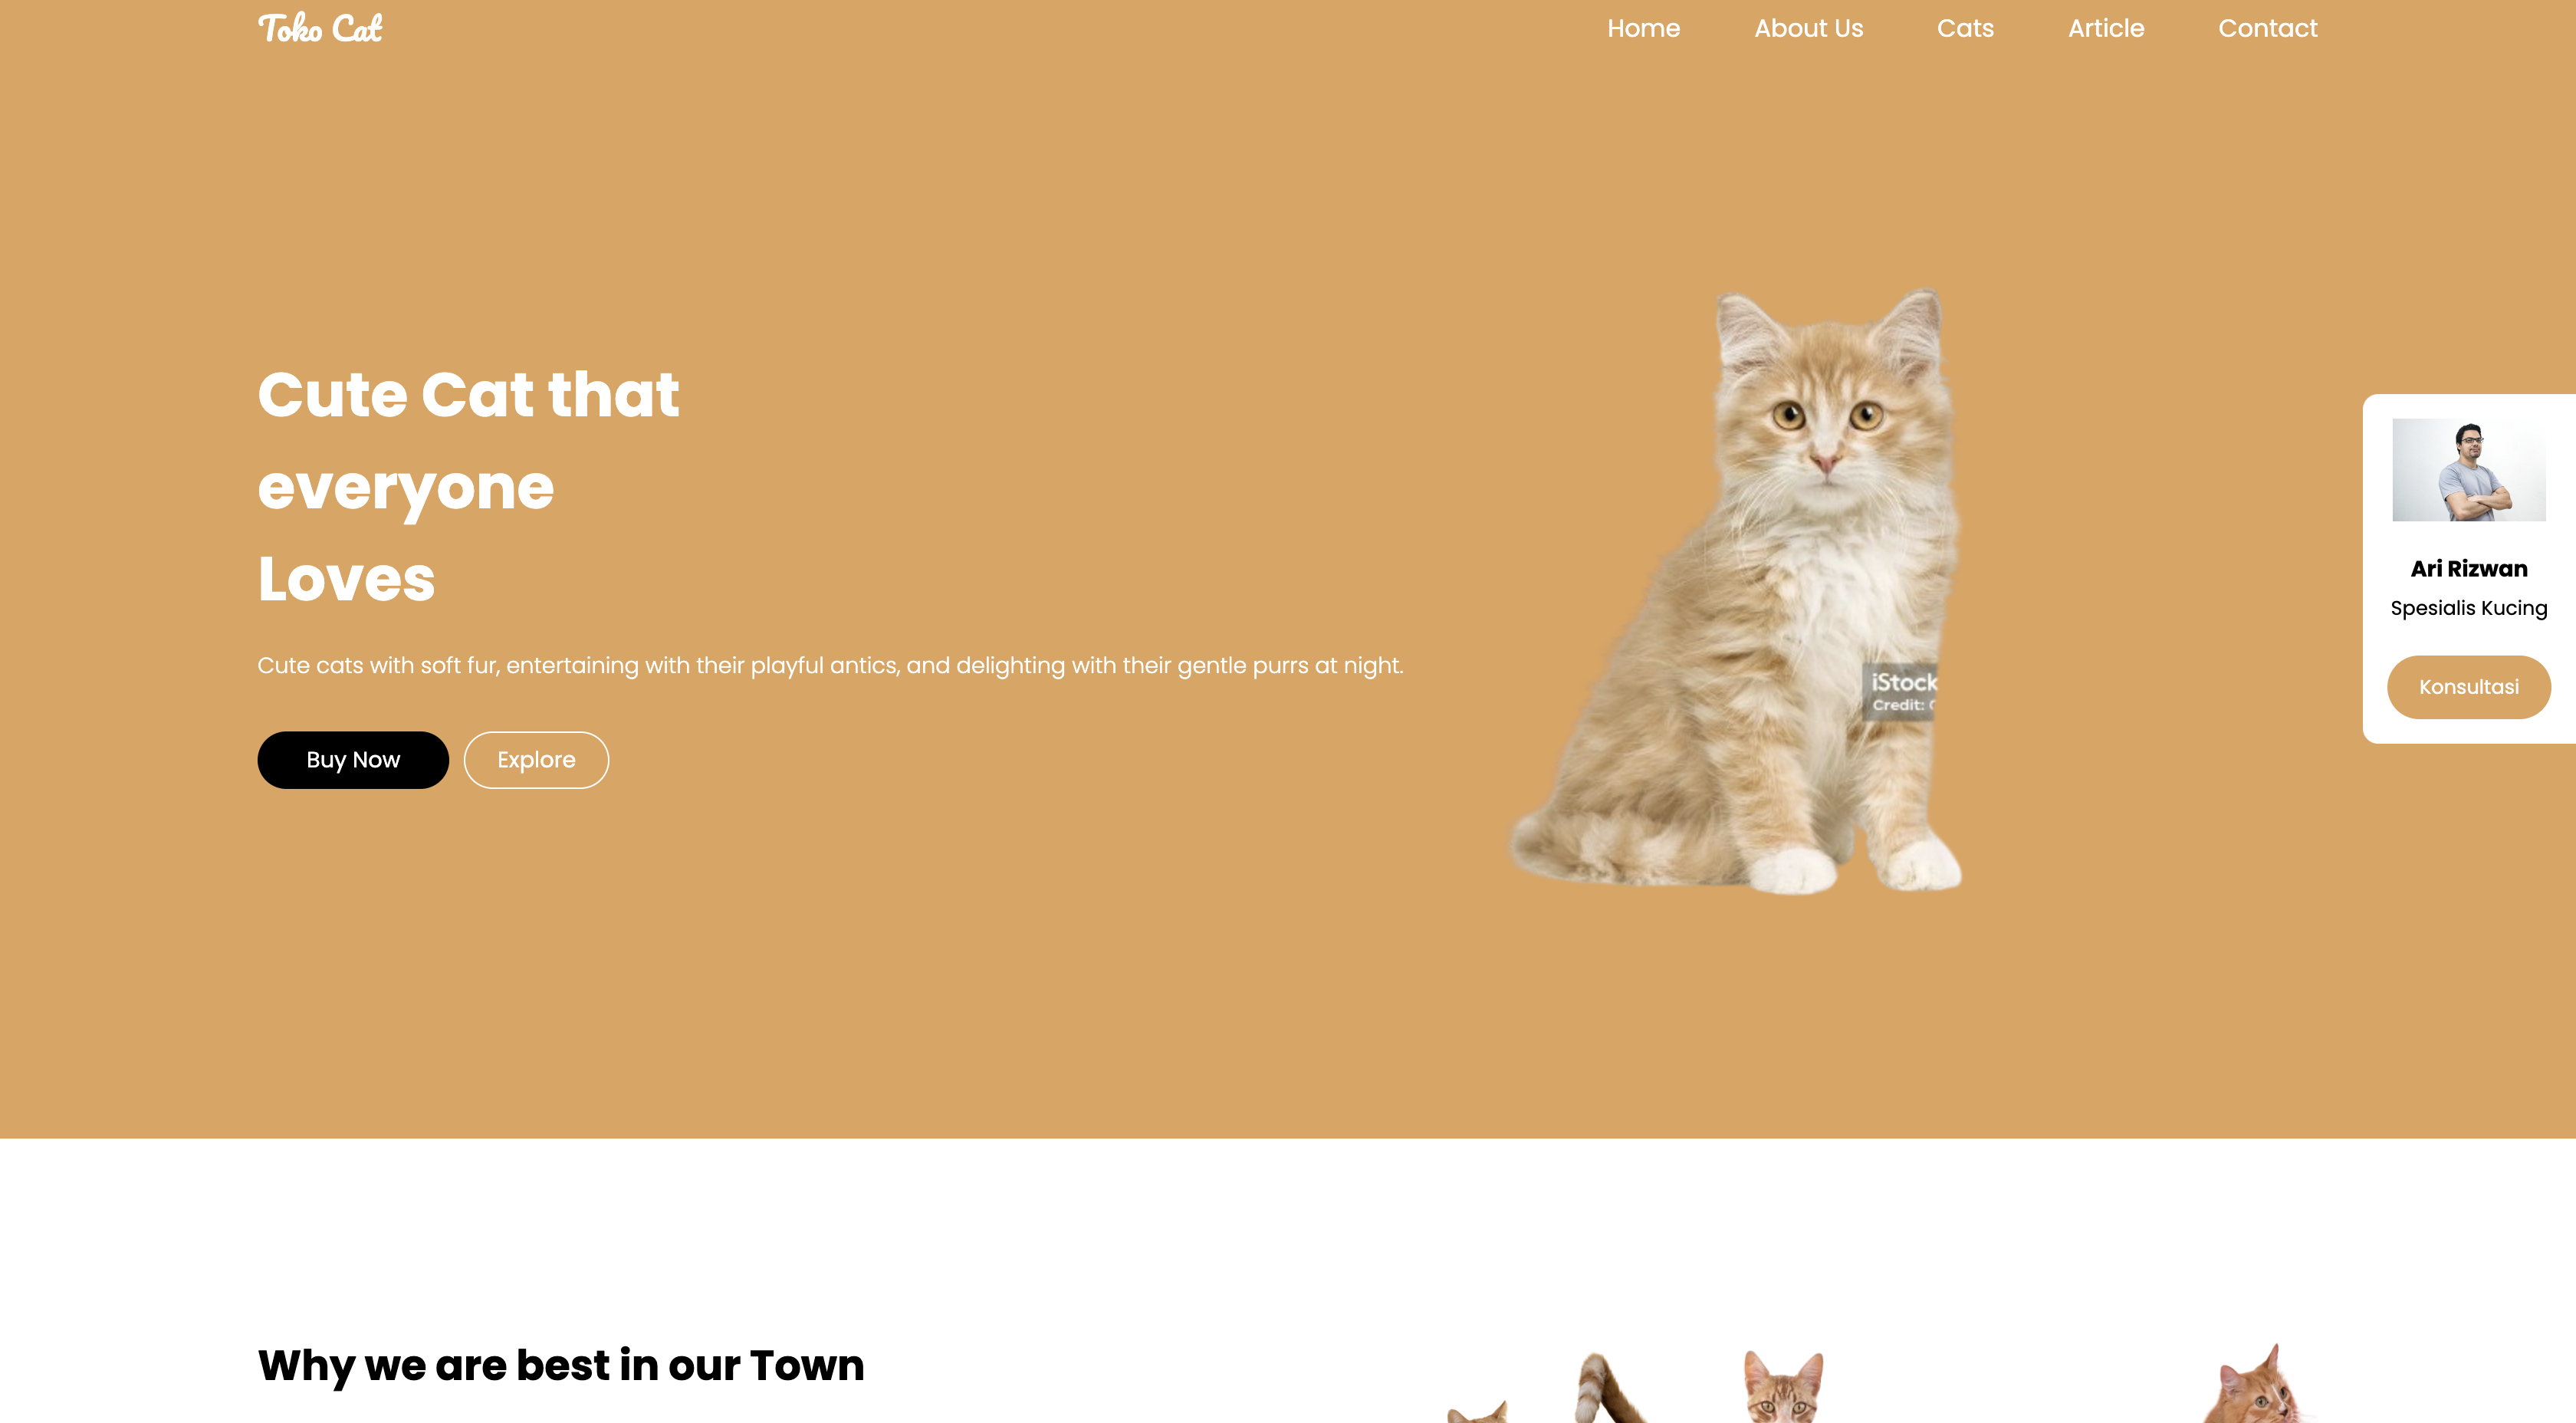 Toko Cat
Home
About Us
Cats
Article
Contact
Cute Cat that
everyone
Loves
Cute cats with soft fur, entertaining with their playful antics, and delighting with their gentle purrs at night.
Buy Now
Explore
iStock
Credit:
Ari Rizwan
Spesialis Kucing
Konsultasi
Why we are best in our Town